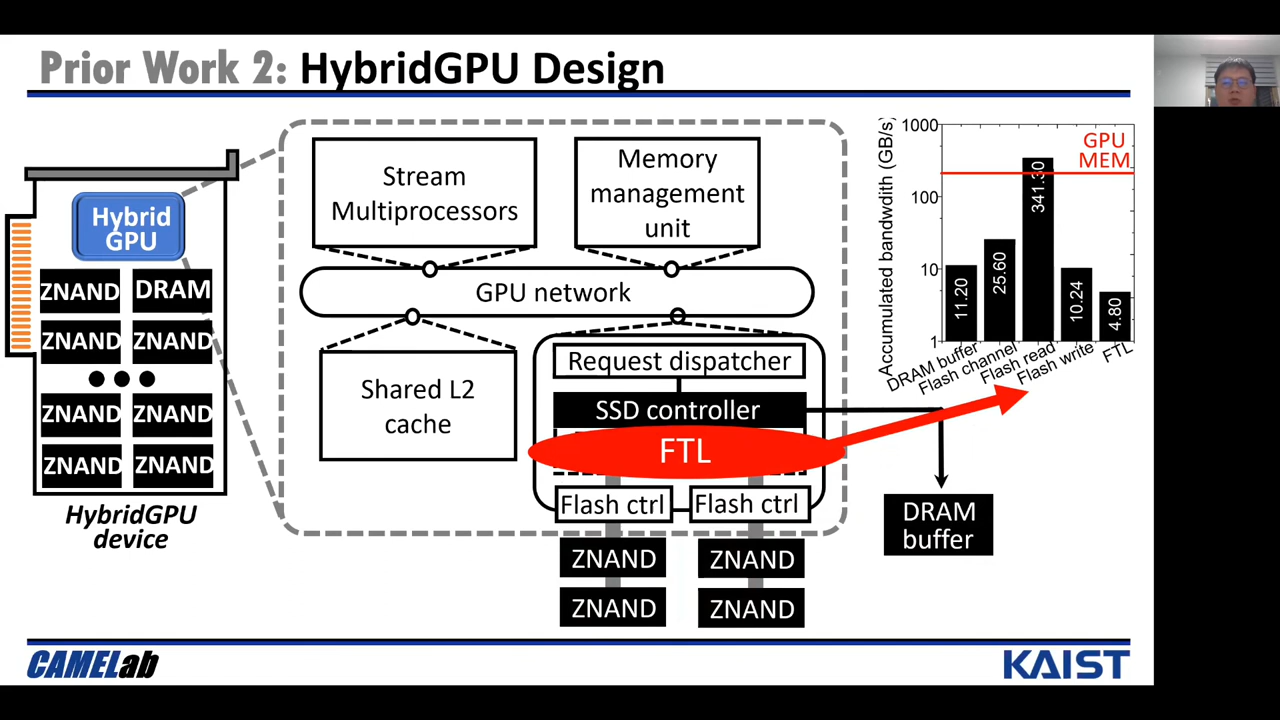 Prior Work 2: HybridGPU Design
Hybrid
GPU
ZNAND DRAM
ZNAND ZNAND
ZNAND ZNAND
ZNAND ZNAND
HybridGPU
device
Stream
Multiprocessors
Memory
management
unit
GPU network
Shared L2
cache
Request dispatcher
SSD controller
FTL
Flash ctrl Flash ctrl
ZNAND ZNAND
ZNAND ZNAND
DRAM
buffer
Accumulated bandwdith (GB/s)
1000
100
10
1
GPU
MEM
11.20
25.60
341.30
10.24
4.80
DRAM buffer
Flash channel
Flash read
Flash write
FTL
CAMELab
KAIST